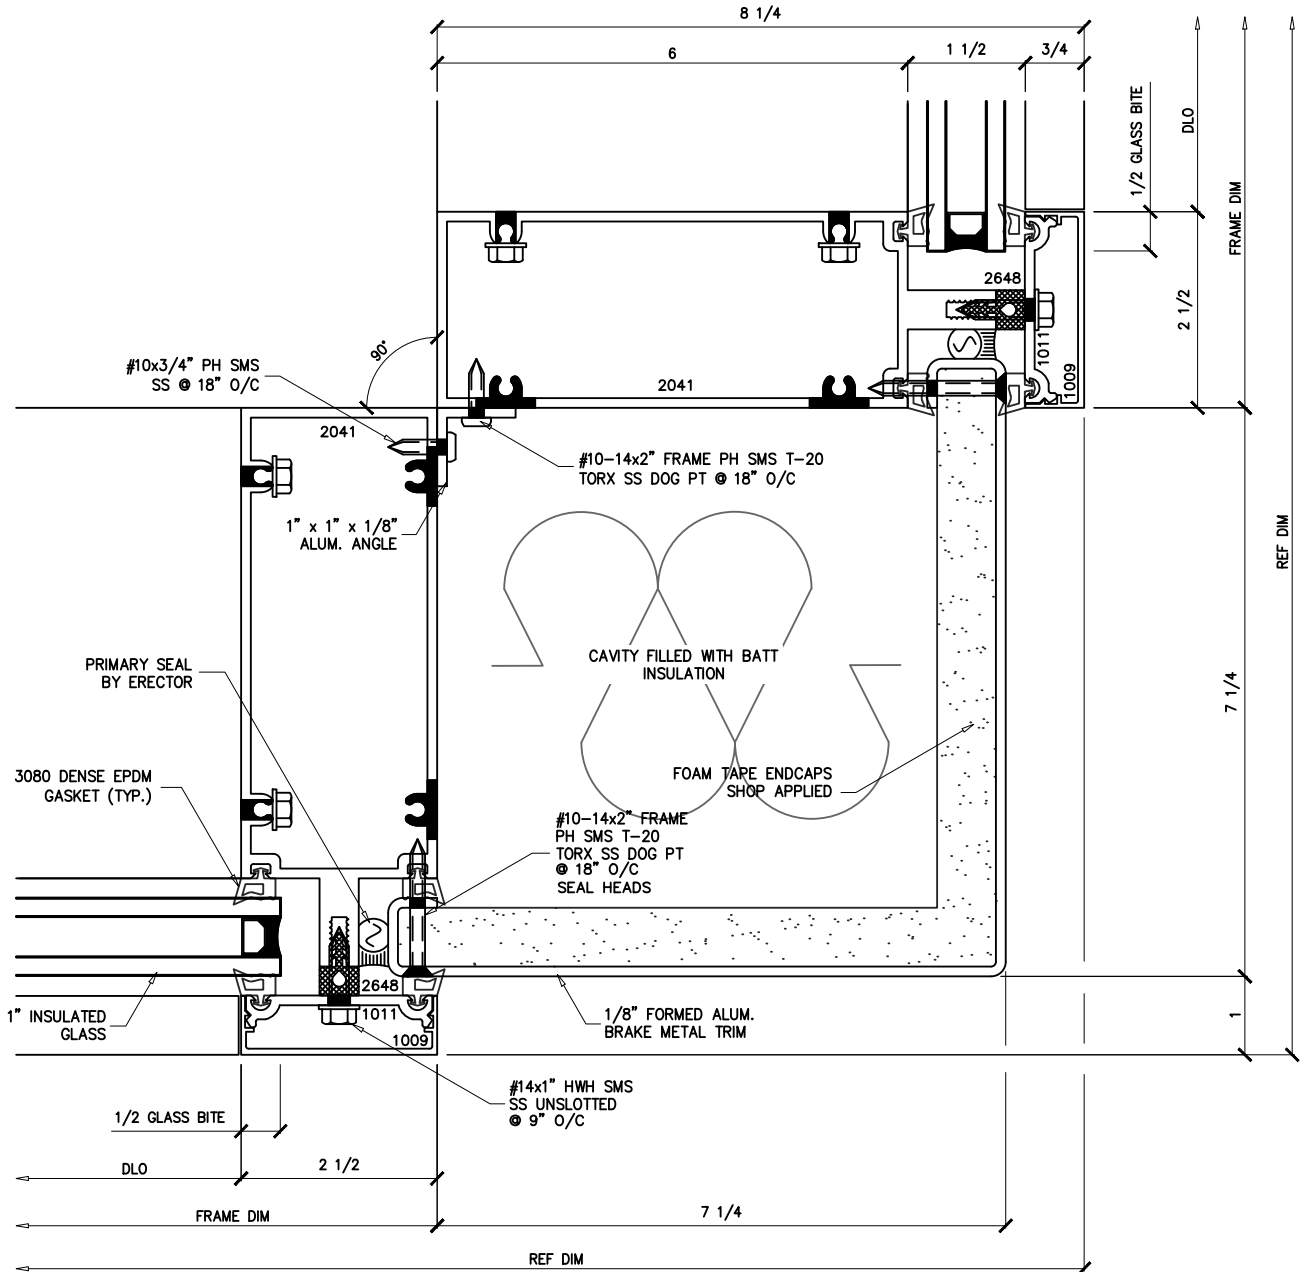 8 1/4
6
1 1/2
3/4
1/2 GLASS BITE
DLO
FRAME DIM
REF DIM
2 1/2
2648
1011
1009
90°
#10x3/4" PH SMS
SS @ 18" O/C
2041
2041
#10-14x2" FRAME PH SMS T-20
TORX SS DOG PT @ 18" O/C
1" x 1" x 1/8"
ALUM. ANGLE
CAVITY FILLED WITH BATT
INSULATION
PRIMARY SEAL
BY ERECTOR
7 1/4
3080 DENSE EPDM
GASKET (TYP.)
FOAM TAPE ENDCAPS
SHOP APPLIED
#10-14x2" FRAME
PH SMS T-20
TORX SS DOG PT
@ 18" O/C
SEAL HEADS
2648
1011
1009
1" INSULATED
GLASS
1/8" FORMED ALUM.
BRAKE METAL TRIM
1
#14x1" HWH SMS
SS UNSLOTTED
@ 9" O/C
1/2 GLASS BITE
DLO
2 1/2
FRAME DIM
7 1/4
REF DIM